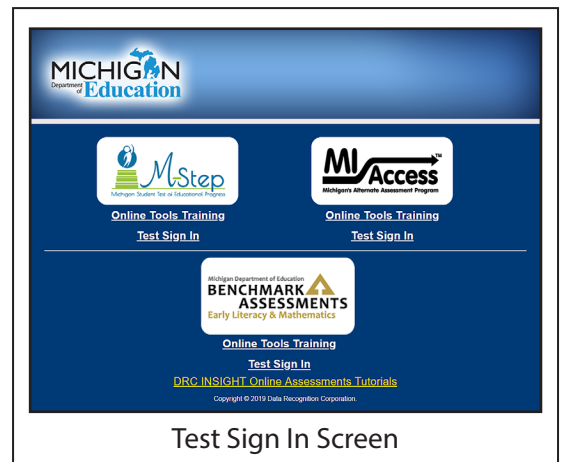 MICHIGAN
Department of Education
M-Step
Michigan Student Test of Educational Progress
Online Tools Training
Test Sign In
MI Access™
Michigan's Alternate Assessment Program
Online Tools Training
Test Sign In
Michigan Department of Education
BENCHMARK
ASSESSMENTS
Early Literacy & Mathematics
Online Tools Training
Test Sign In
DRC INSIGHT Online Assessments Tutorials
Copyright © 2019 Data Recognition Corporation.
Test Sign In Screen